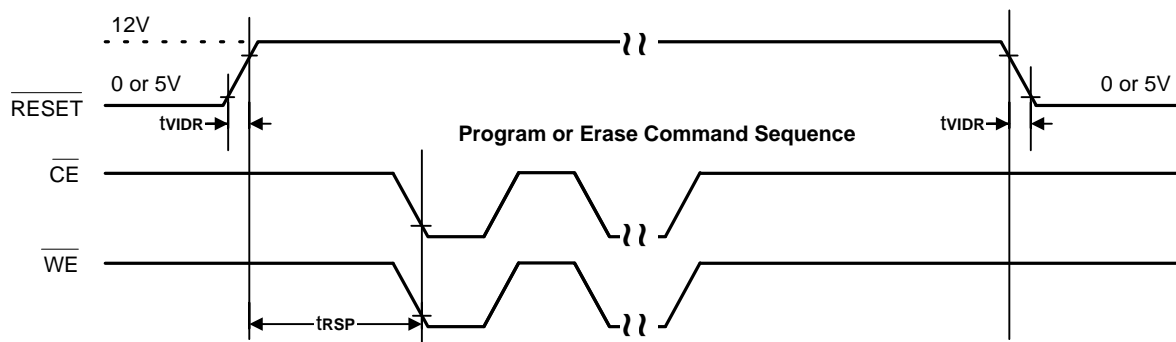 12V
0 or 5V
0 or 5V
RESET
tVIDR
Program or Erase Command Sequence
tVIDR
CE
WE
tRSP